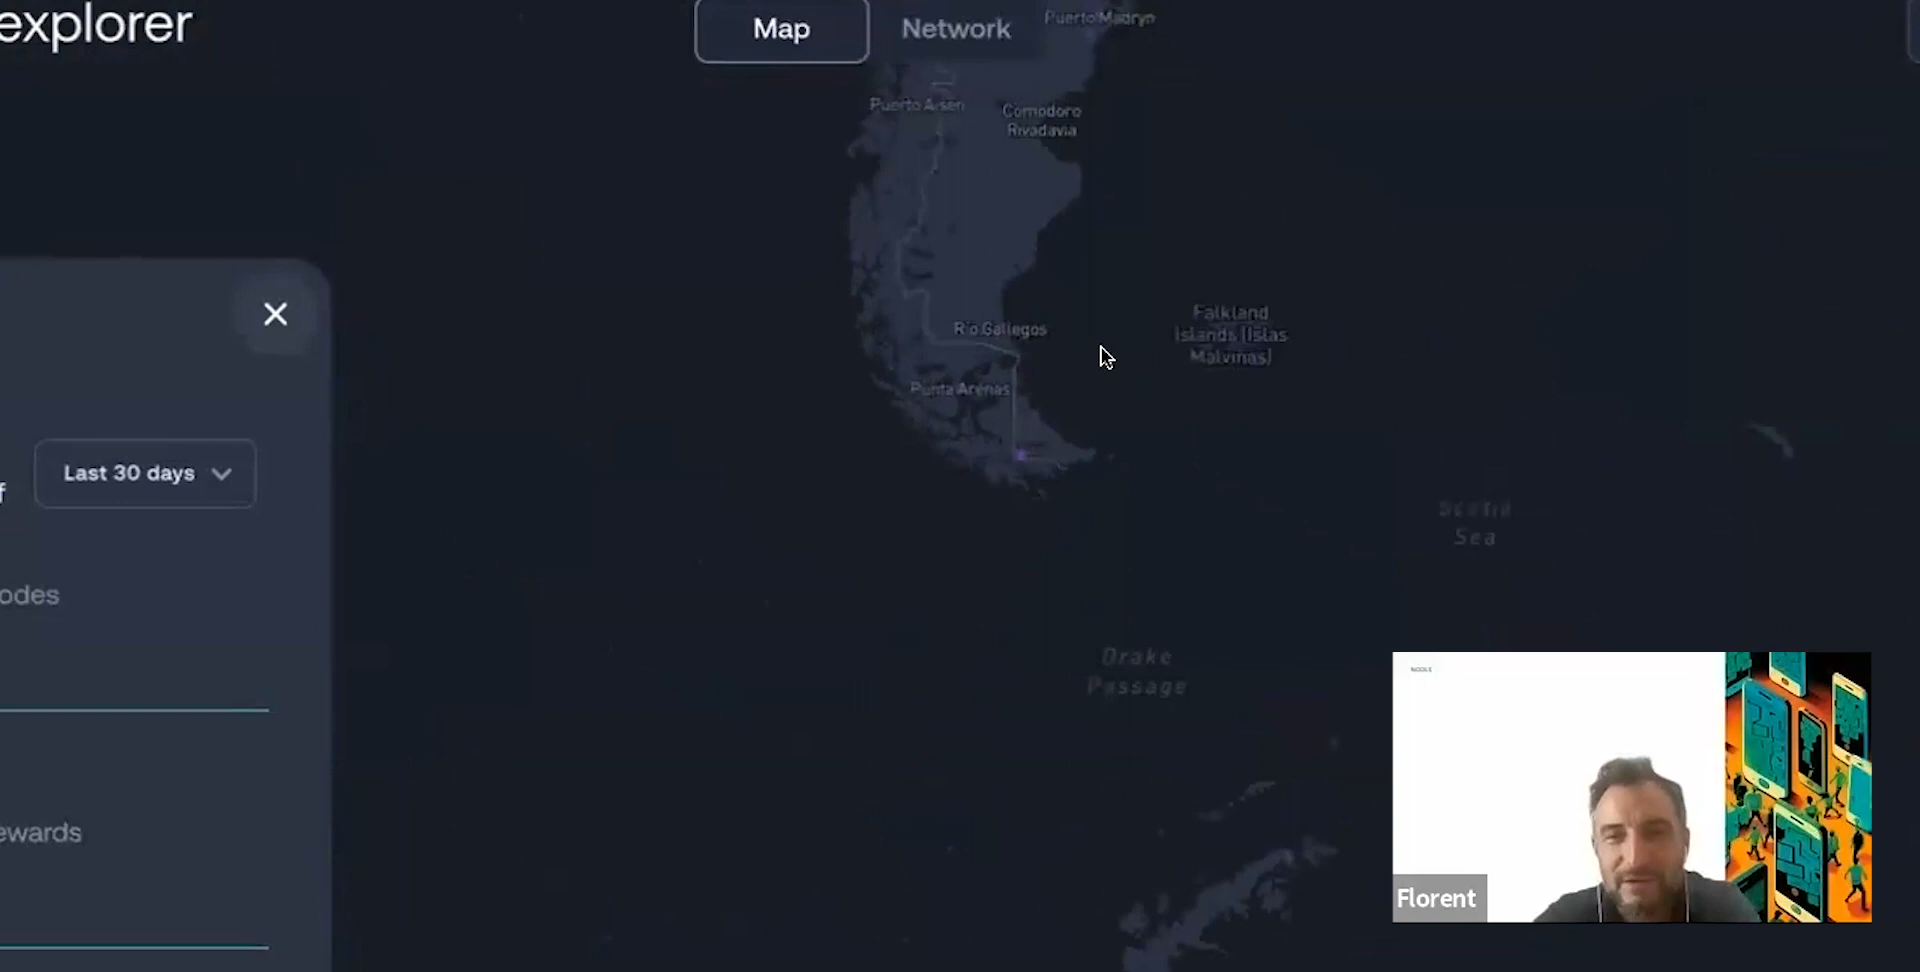 explorer
Map
Network
Puerto Madryn
Puerto Aisen
Comodoro
Rivadavia
Río Gallegos
Falkland
Islands (Islas
Malvinas)
Punta Arenas
Last 30 days
f
Scotia
Sea
odes
Drake
Passage
ewards
NODLE
Florent